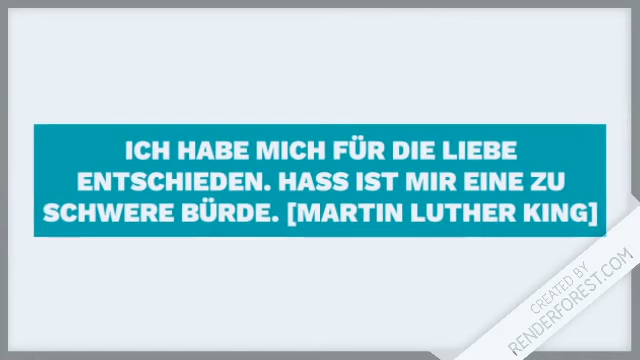 ICH HABE MICH FÜR DIE LIEBE
ENTSCHIEDEN. HASS IST MIR EINE ZU
SCHWERE BÜRDE. [MARTIN LUTHER KING]
CREATED BY
RENDERFOREST.COM